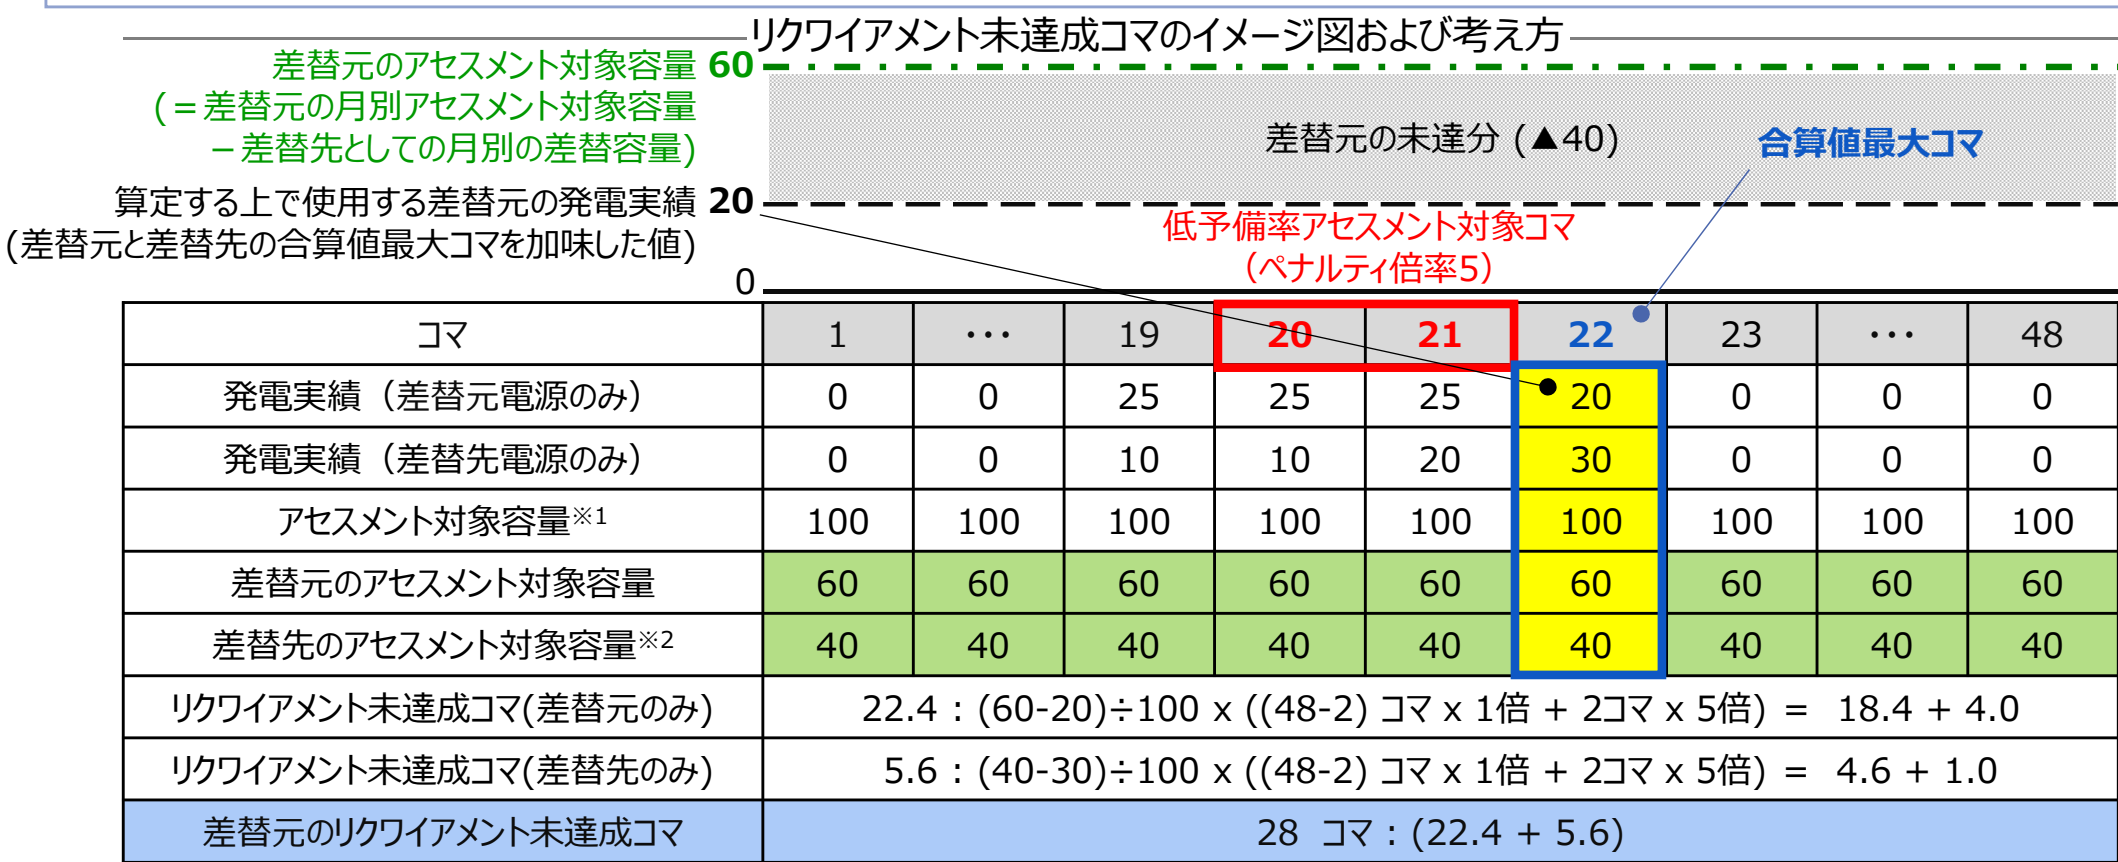 リクワイアメント未達成コマのイメージ図および考え方
差替元のアセスメント対象容量 60
(=差替元の月別アセスメント対象容量
－差替先としての月別の差替容量)
差替元の未達分 (▲40)
合算値最大コマ
算定する上で使用する差替元の発電実績 20
(差替元と差替先の合算値最大コマを加味した値)
低予備率アセスメント対象コマ
（ペナルティ倍率5）
0
コマ 1 ･･･ 19 20 21 22 23 ･･･ 48
発電実績（差替元電源のみ） 0 0 25 25 25 20 0 0 0
発電実績（差替先電源のみ） 0 0 10 10 20 30 0 0 0
アセスメント対象容量※1 100 100 100 100 100 100 100 100 100
差替元のアセスメント対象容量 60 60 60 60 60 60 60 60 60
差替先のアセスメント対象容量※2 40 40 40 40 40 40 40 40 40
リクワイアメント未達成コマ(差替元のみ) 22.4 : (60-20)÷100 x ((48-2) コマ x 1倍 + 2コマ x 5倍) = 18.4 + 4.0
リクワイアメント未達成コマ(差替先のみ) 5.6 : (40-30)÷100 x ((48-2) コマ x 1倍 + 2コマ x 5倍) = 4.6 + 1.0
差替元のリクワイアメント未達成コマ 28 コマ : (22.4 + 5.6)